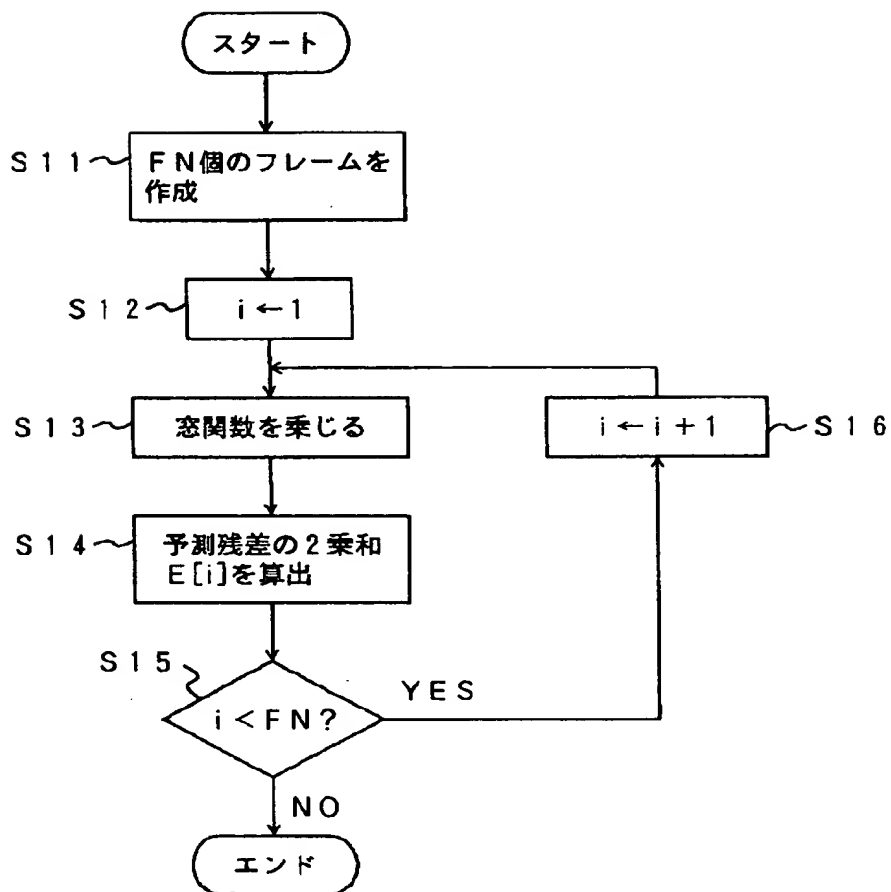 スタート
S11
FN個のフレームを
作成
S12
i←1
S13
窓関数を乗じる
i←i+1
S16
S14
予測残差の2乗和
E[i]を算出
S15
YES
i<FN?
NO
エンド